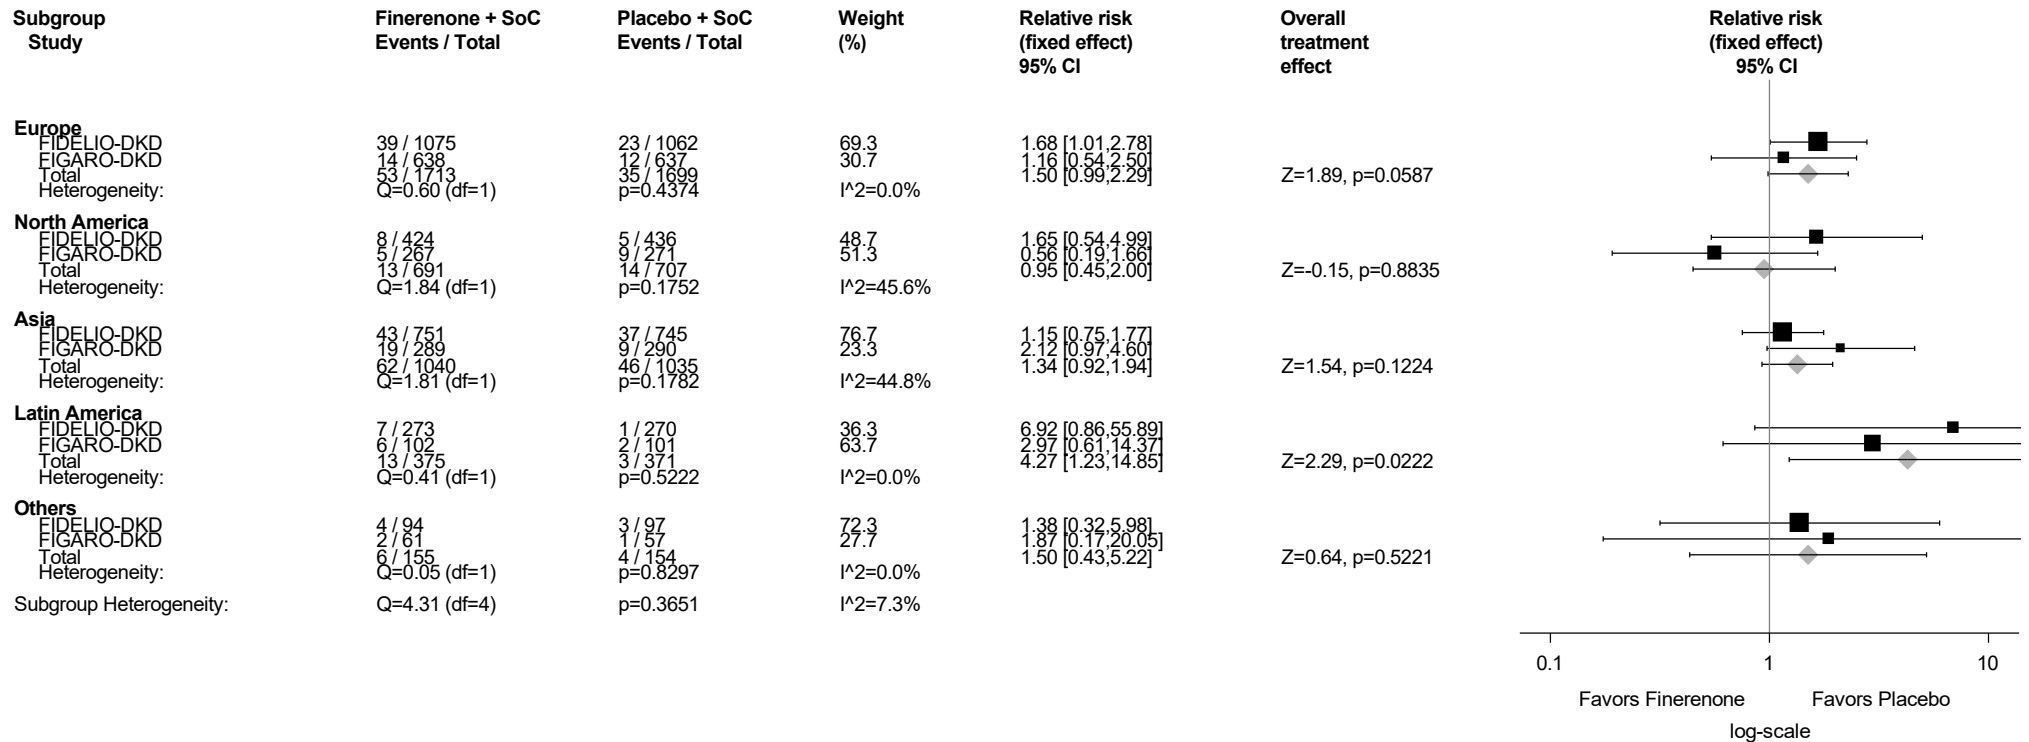 Subgroup Finerenone + SoC Placebo + SoC Weight Relative risk Overall Relative risk
Study Events / Total Events / Total (%) (fixed effect) treatment (fixed effect)
95% CI effect 95% CI
Europe
FIDELIO-DKD 39 / 1075 23 / 1062 69.3 1.68 [1.01,2.78]
FIGARO-DKD 14 / 638 12 / 637 30.7 1.16 [0.54,2.50]
Total 53 / 1713 35 / 1699 1.50 [0.99,2.29] Z=1.89, p=0.0587
Heterogeneity: Q=0.60 (df=1) p=0.4374 I^2=0.0%
North America
FIDELIO-DKD 8 / 424 5 / 436 48.7 1.65 [0.54,4.99]
FIGARO-DKD 5 / 267 9 / 271 51.3 0.56 [0.19,1.66]
Total 13 / 691 14 / 707 0.95 [0.45,2.00] Z=-0.15, p=0.8835
Heterogeneity: Q=1.84 (df=1) p=0.1752 I^2=45.6%
Asia
FIDELIO-DKD 43 / 751 37 / 745 76.7 1.15 [0.75,1.77]
FIGARO-DKD 19 / 289 9 / 290 23.3 2.12 [0.97,4.60]
Total 62 / 1040 46 / 1035 1.34 [0.92,1.94] Z=1.54, p=0.1224
Heterogeneity: Q=1.81 (df=1) p=0.1782 I^2=44.8%
Latin America
FIDELIO-DKD 7 / 273 1 / 270 36.3 6.92 [0.86,55.89]
FIGARO-DKD 6 / 102 2 / 101 63.7 2.97 [0.61,14.37]
Total 13 / 375 3 / 371 4.27 [1.23,14.85] Z=2.29, p=0.0222
Heterogeneity: Q=0.41 (df=1) p=0.5222 I^2=0.0%
Others
FIDELIO-DKD 4 / 94 3 / 97 72.3 1.38 [0.32,5.98]
FIGARO-DKD 2 / 61 1 / 57 27.7 1.87 [0.17,20.05]
Total 6 / 155 4 / 154 1.50 [0.43,5.22] Z=0.64, p=0.5221
Heterogeneity: Q=0.05 (df=1) p=0.8297 I^2=0.0%
Subgroup Heterogeneity: Q=4.31 (df=4) p=0.3651 I^2=7.3%
0.1 1 10
Favors Finerenone Favors Placebo
log-scale